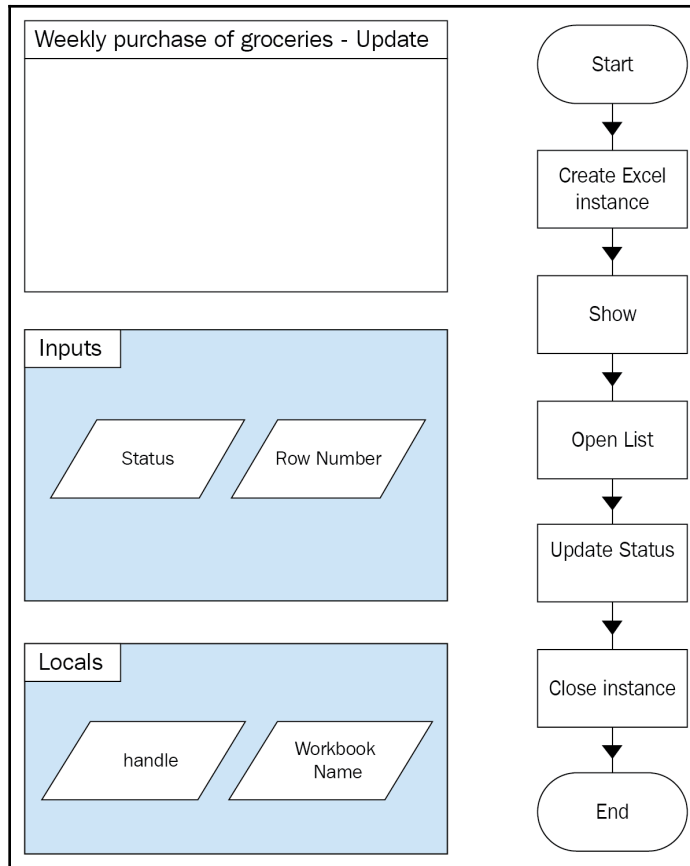 Weekly purchase of groceries - Update
Inputs
Status
Row Number
Locals
handle
Workbook
Name
Start
Create Excel
instance
Show
Open List
Update Status
Close instance
End